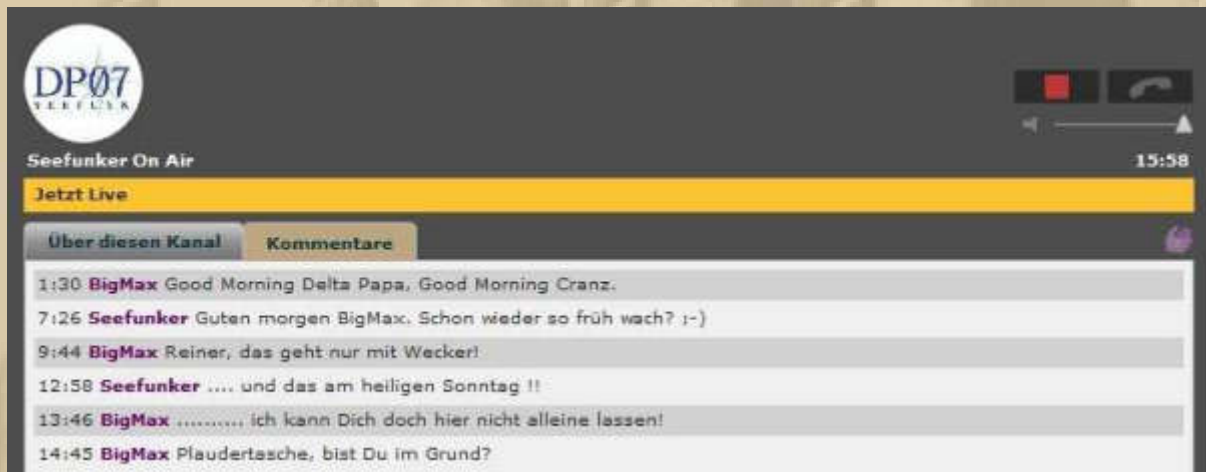 DP07
SEEFUNK
Seefunker On Air
15:58
Jetzt Live
Über diesen Kanal
Kommentare
1:30 BigMax Good Morning Delta Papa, Good Morning Cranz.
7:26 Seefunker Guten morgen BigMax. Schon wieder so früh wach? ;-)
9:44 BigMax Reiner, das geht nur mit Wecker!
12:58 Seefunker .... und das am heiligen Sonntag !!
13:46 BigMax .......... ich kann Dich doch hier nicht alleine lassen!
14:45 BigMax Plaudertasche, bist Du im Grund?